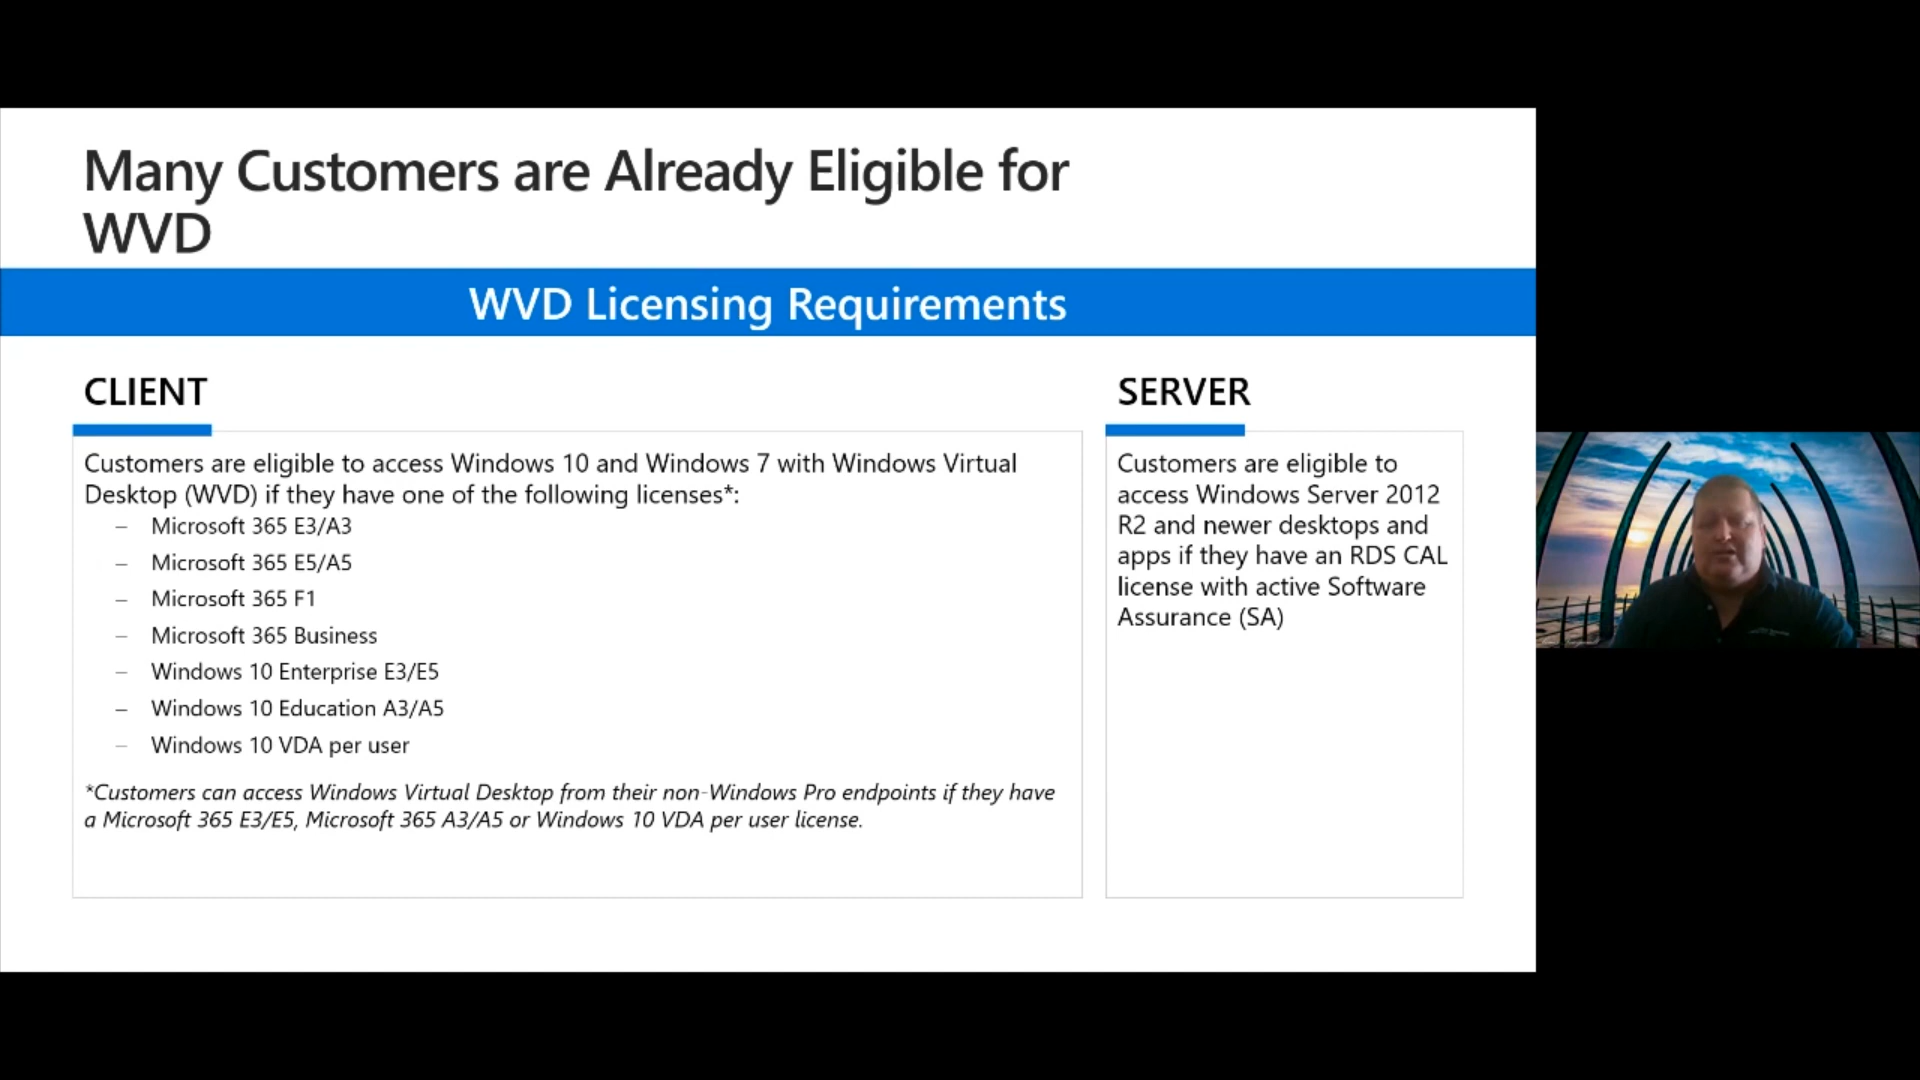 Many Customers are Already Eligible for
WVD
WVD Licensing Requirements
CLIENT
Customers are eligible to access Windows 10 and Windows 7 with Windows Virtual
Desktop (WVD) if they have one of the following licenses*:
– Microsoft 365 E3/A3
– Microsoft 365 E5/A5
– Microsoft 365 F1
– Microsoft 365 Business
– Windows 10 Enterprise E3/E5
– Windows 10 Education A3/A5
– Windows 10 VDA per user
*Customers can access Windows Virtual Desktop from their non-Windows Pro endpoints if they have
a Microsoft 365 E3/E5, Microsoft 365 A3/A5 or Windows 10 VDA per user license.
SERVER
Customers are eligible to
access Windows Server 2012
R2 and newer desktops and
apps if they have an RDS CAL
license with active Software
Assurance (SA)